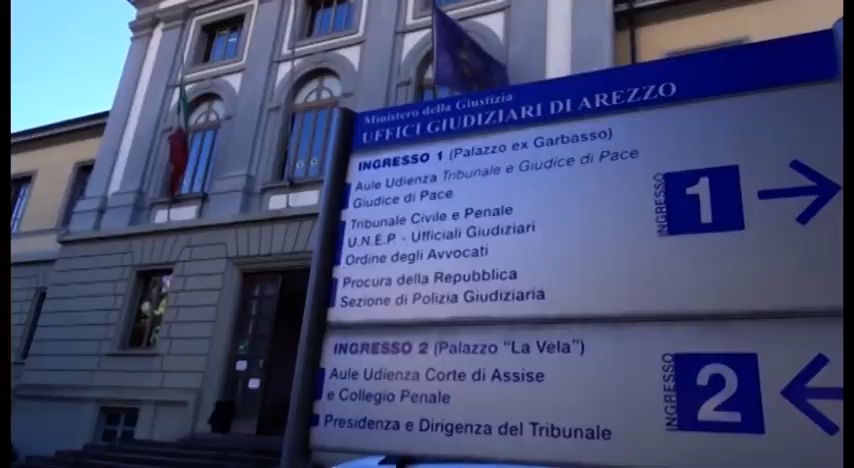 Ministero della Giustizia
UFFICI GIUDIZIARI DI AREZZO
INGRESSO 1 (Palazzo ex Garbasso)
Aule Udienza Tribunale e Giudice di Pace
Giudice di Pace
Tribunale Civile e Penale
U.N.E.P. - Ufficiali Giudiziari
Ordine degli Avvocati
Procura della Repubblica
Sezione di Polizia Giudiziaria
INGRESSO 1
INGRESSO 2 (Palazzo "La Vela")
Aule Udienza Corte di Assise
e Collegio Penale
Presidenza e Dirigenza del Tribunale
INGRESSO 2